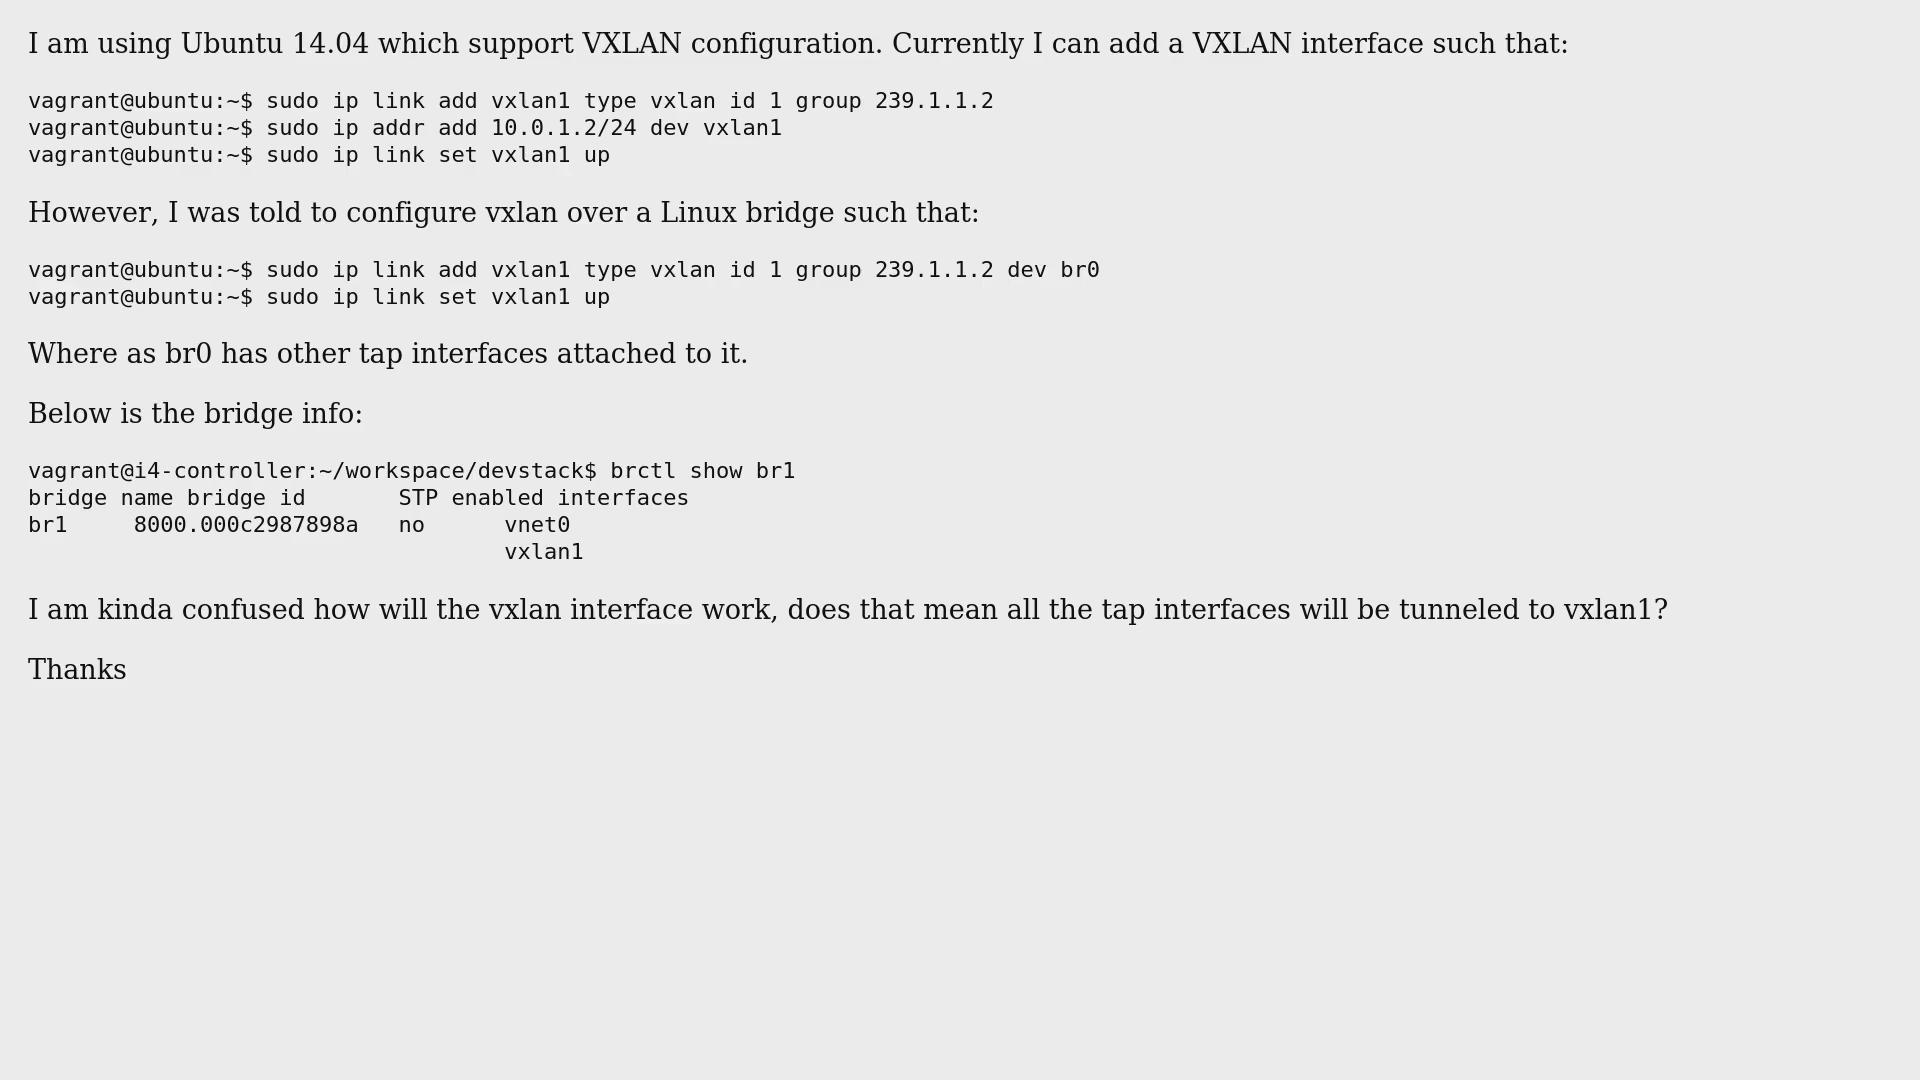 I am using Ubuntu 14.04 which support VXLAN configuration. Currently I can add a VXLAN interface such that:
vagrant@ubuntu:~$ sudo ip link add vxlan1 type vxlan id 1 group 239.1.1.2
vagrant@ubuntu:~$ sudo ip addr add 10.0.1.2/24 dev vxlan1
vagrant@ubuntu:~$ sudo ip link set vxlan1 up
However, I was told to configure vxlan over a Linux bridge such that:
vagrant@ubuntu:~$ sudo ip link add vxlan1 type vxlan id 1 group 239.1.1.2 dev br0
vagrant@ubuntu:~$ sudo ip link set vxlan1 up
Where as br0 has other tap interfaces attached to it.
Below is the bridge info:
vagrant@i4-controller:~/workspace/devstack$ brctl show br1
bridge name bridge id       STP enabled interfaces
br1     8000.000c2987898a   no      vnet0
                                    vxlan1
I am kinda confused how will the vxlan interface work, does that mean all the tap interfaces will be tunneled to vxlan1?
Thanks